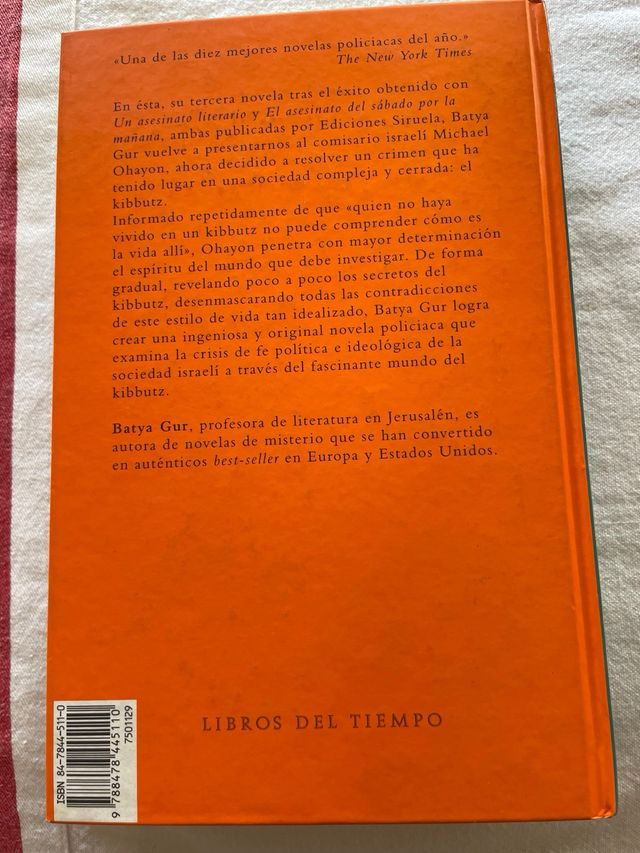 «Una de las diez mejores novelas policiacas del año.»
The New York Times
En ésta, su tercera novela tras el éxito obtenido con
Un asesinato literario y El asesinato del sábado por la
mañana, ambas publicadas por Ediciones Siruela, Batya
Gur vuelve a presentarnos al comisario israelí Michael
Ohayon, ahora decidido a resolver un crimen que ha
tenido lugar en una sociedad compleja y cerrada: el
kibbutz.
Informado repetidamente de que «quien no haya
vivido en un kibbutz no puede comprender cómo es
la vida allí», Ohayon penetra con mayor determinación
el espíritu del mundo que debe investigar. De forma
gradual, revelando poco a poco los secretos del
kibbutz, desenmascarando todas las contradicciones
de este estilo de vida tan idealizado, Batya Gur logra
crear una ingeniosa y original novela policiaca que
examina la crisis de fe política e ideológica de la
sociedad israelí a través del fascinante mundo del
kibbutz.
Batya Gur, profesora de literatura en Jerusalén, es
autora de novelas de misterio que se han convertido
en auténticos best-seller en Europa y Estados Unidos.
LIBROS DEL TIEMPO
ISBN 84-7844-511-0
9 788478 445110
7501129